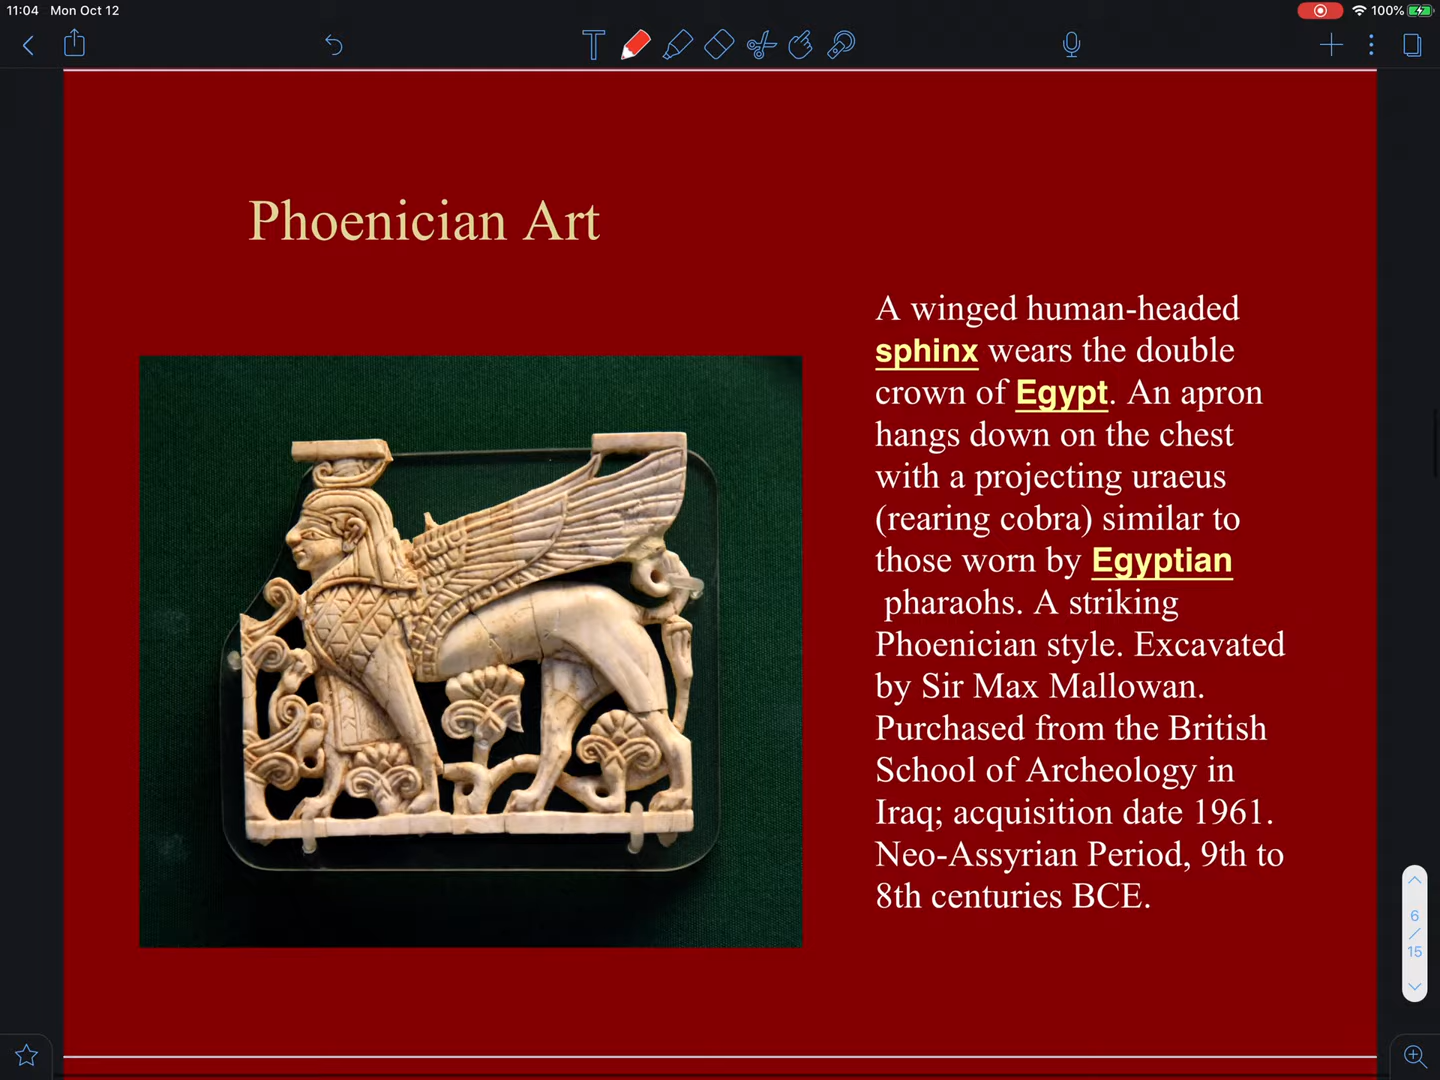 11:04 Mon Oct 12
100%
T
Phoenician Art
A winged human-headed
sphinx wears the double
crown of Egypt. An apron
hangs down on the chest
with a projecting uraeus
(rearing cobra) similar to
those worn by Egyptian
pharaohs. A striking
Phoenician style. Excavated
by Sir Max Mallowan.
Purchased from the British
School of Archeology in
Iraq; acquisition date 1961.
Neo-Assyrian Period, 9th to
8th centuries BCE.
6
/
15